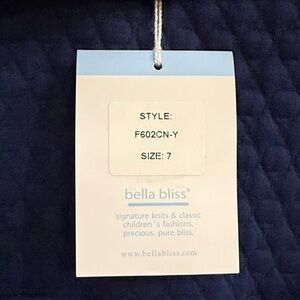 STYLE:
F602CN-Y
SIZE: 7
bella bliss®
signature knits & classic
children's fashions.
precious. pure.bliss.
www.bellabliss.com